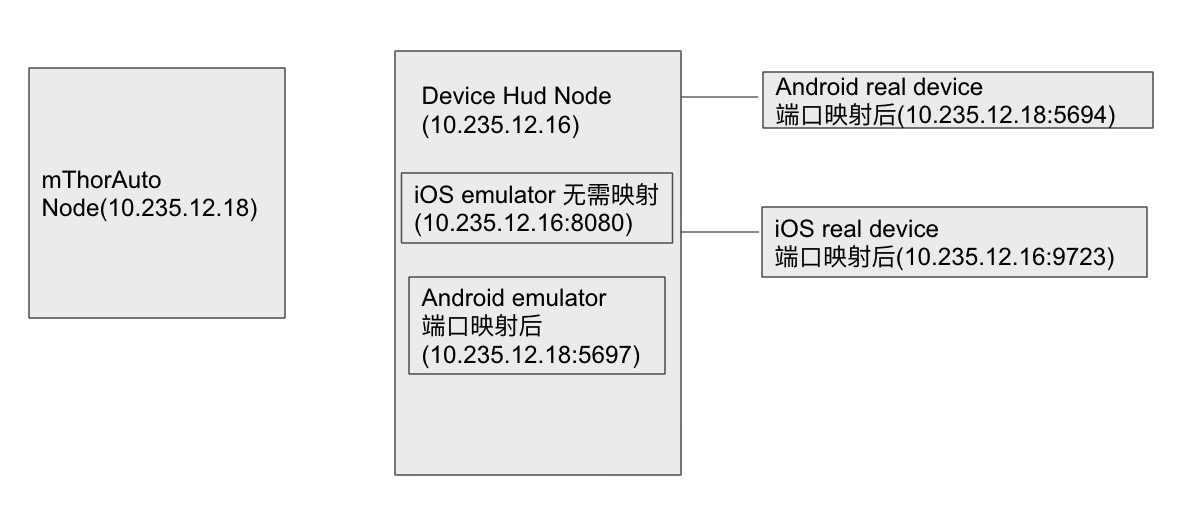 mThorAuto
Node(10.235.12.18)
Device Hud Node
(10.235.12.16)
iOS emulator 无需映射
(10.235.12.16:8080)
Android emulator
端口映射后
(10.235.12.18:5697)
Android real device
端口映射后(10.235.12.18:5694)
iOS real device
端口映射后(10.235.12.16:9723)